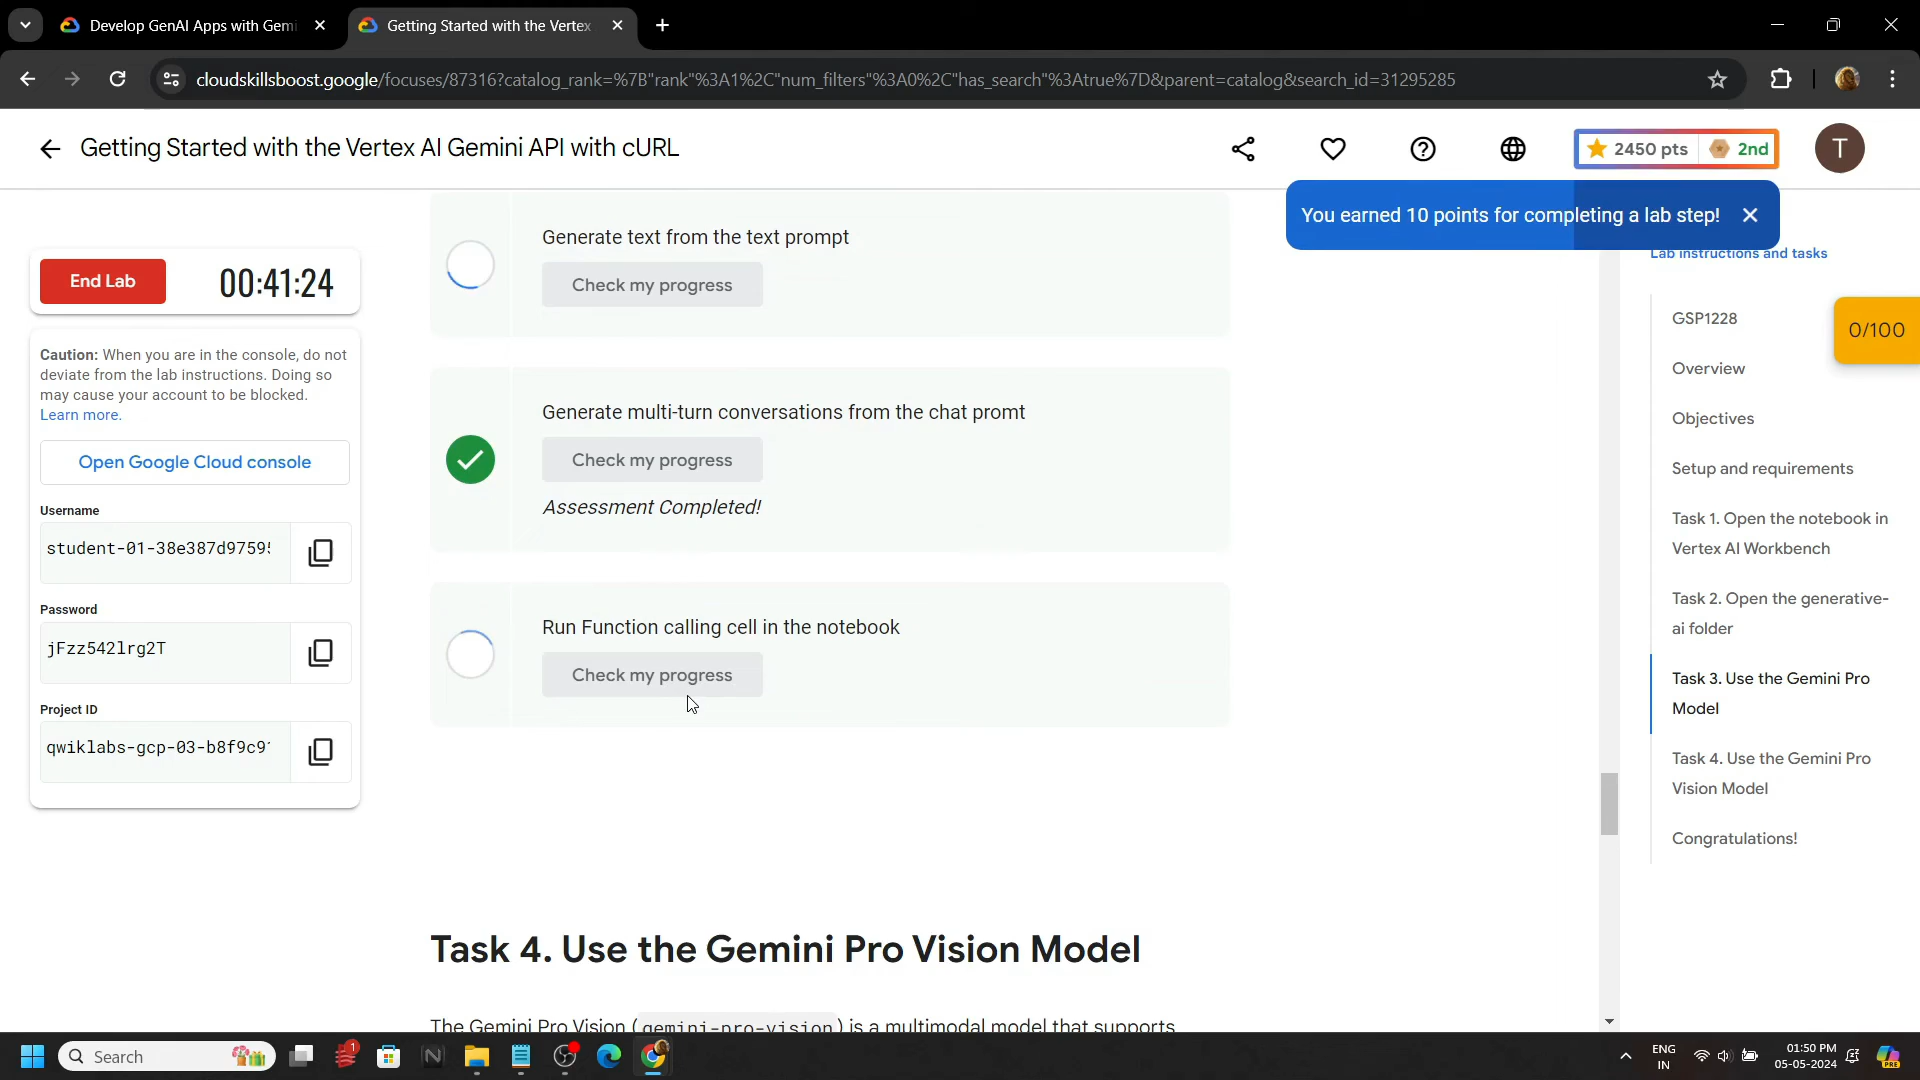 Develop GenAI Apps with Gemi
Getting Started with the Vertex
cloudskillsboost.google/focuses/87316?catalog_rank=%7B"rank"%3A1%2C"num_filters"%3A0%2C"has_search"%3Atrue%7D&parent=catalog&search_id=31295285
Getting Started with the Vertex AI Gemini API with cURL
2450 pts
2nd
T
You earned 10 points for completing a lab step!
End Lab
00:41:24
Caution: When you are in the console, do not
deviate from the lab instructions. Doing so
may cause your account to be blocked.
Learn more.
Open Google Cloud console
Username
student-01-38e387d9759
Password
jFzz542lrg2T
Project ID
qwiklabs-gcp-03-b8f9c9
Generate text from the text prompt
Check my progress
Generate multi-turn conversations from the chat promt
Check my progress
Assessment Completed!
Run Function calling cell in the notebook
Check my progress
Task 4. Use the Gemini Pro Vision Model
The Gemini Pro Vision (gemini-pro-vision) is a multimodal model that supports
Lab instructions and tasks
GSP1228
0/100
Overview
Objectives
Setup and requirements
Task 1. Open the notebook in
Vertex AI Workbench
Task 2. Open the generative-
ai folder
Task 3. Use the Gemini Pro
Model
Task 4. Use the Gemini Pro
Vision Model
Congratulations!
Search
1
ENG
IN
01:50 PM
05-05-2024
PRE